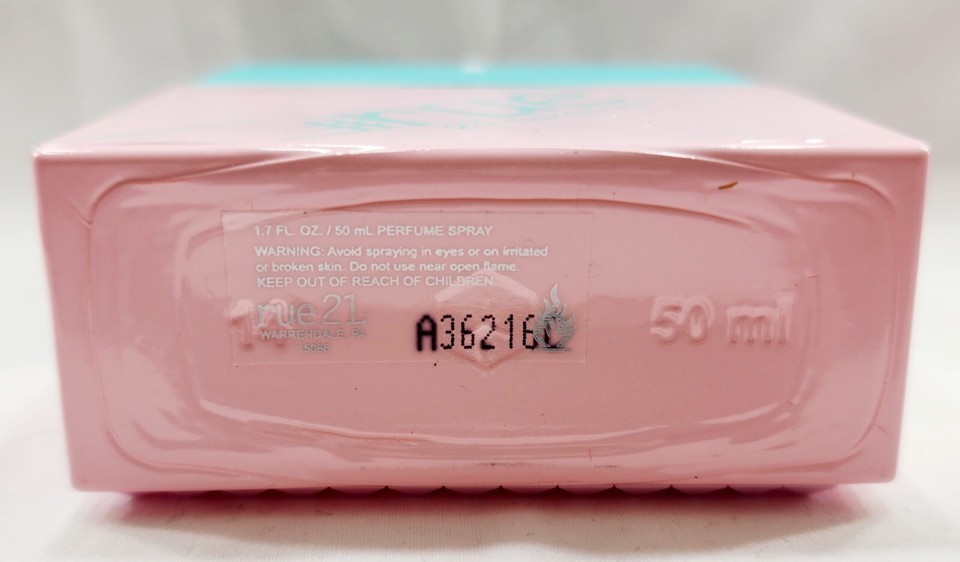 1.7 FL. OZ. / 50 mL PERFUME SPRAY
WARNING: Avoid spraying in eyes or on irritated
or broken skin. Do not use near open flame.
KEEP OUT OF REACH OF CHILDREN.
rue21
WARRENDALE, PA
15086
A36216
50 ml